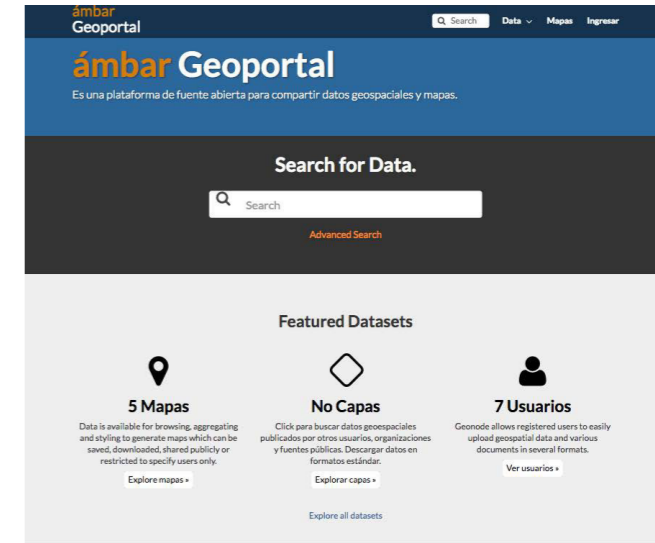 ámbar
Geoportal
Search
Data
Mapas
Ingresar
ámbar Geoportal
Es una plataforma de fuente abierta para compartir datos geospaciales y mapas.
Search for Data.
Search
Advanced Search
Featured Datasets
5 Mapas
Data is available for browsing, aggregating
and styling to generate maps which can be
saved, downloaded, shared publicly or
restricted to specify users only.
Explore mapas »
No Capas
Click para buscar datos geoespaciales
publicados por otros usuarios, organizaciones
y fuentes públicas. Descargar datos en
formatos estándar.
Explorar capas »
7 Usuarios
Geonode allows registered users to easily
upload geospatial data and various
documents in several formats.
Ver usuarios »
Explore all datasets